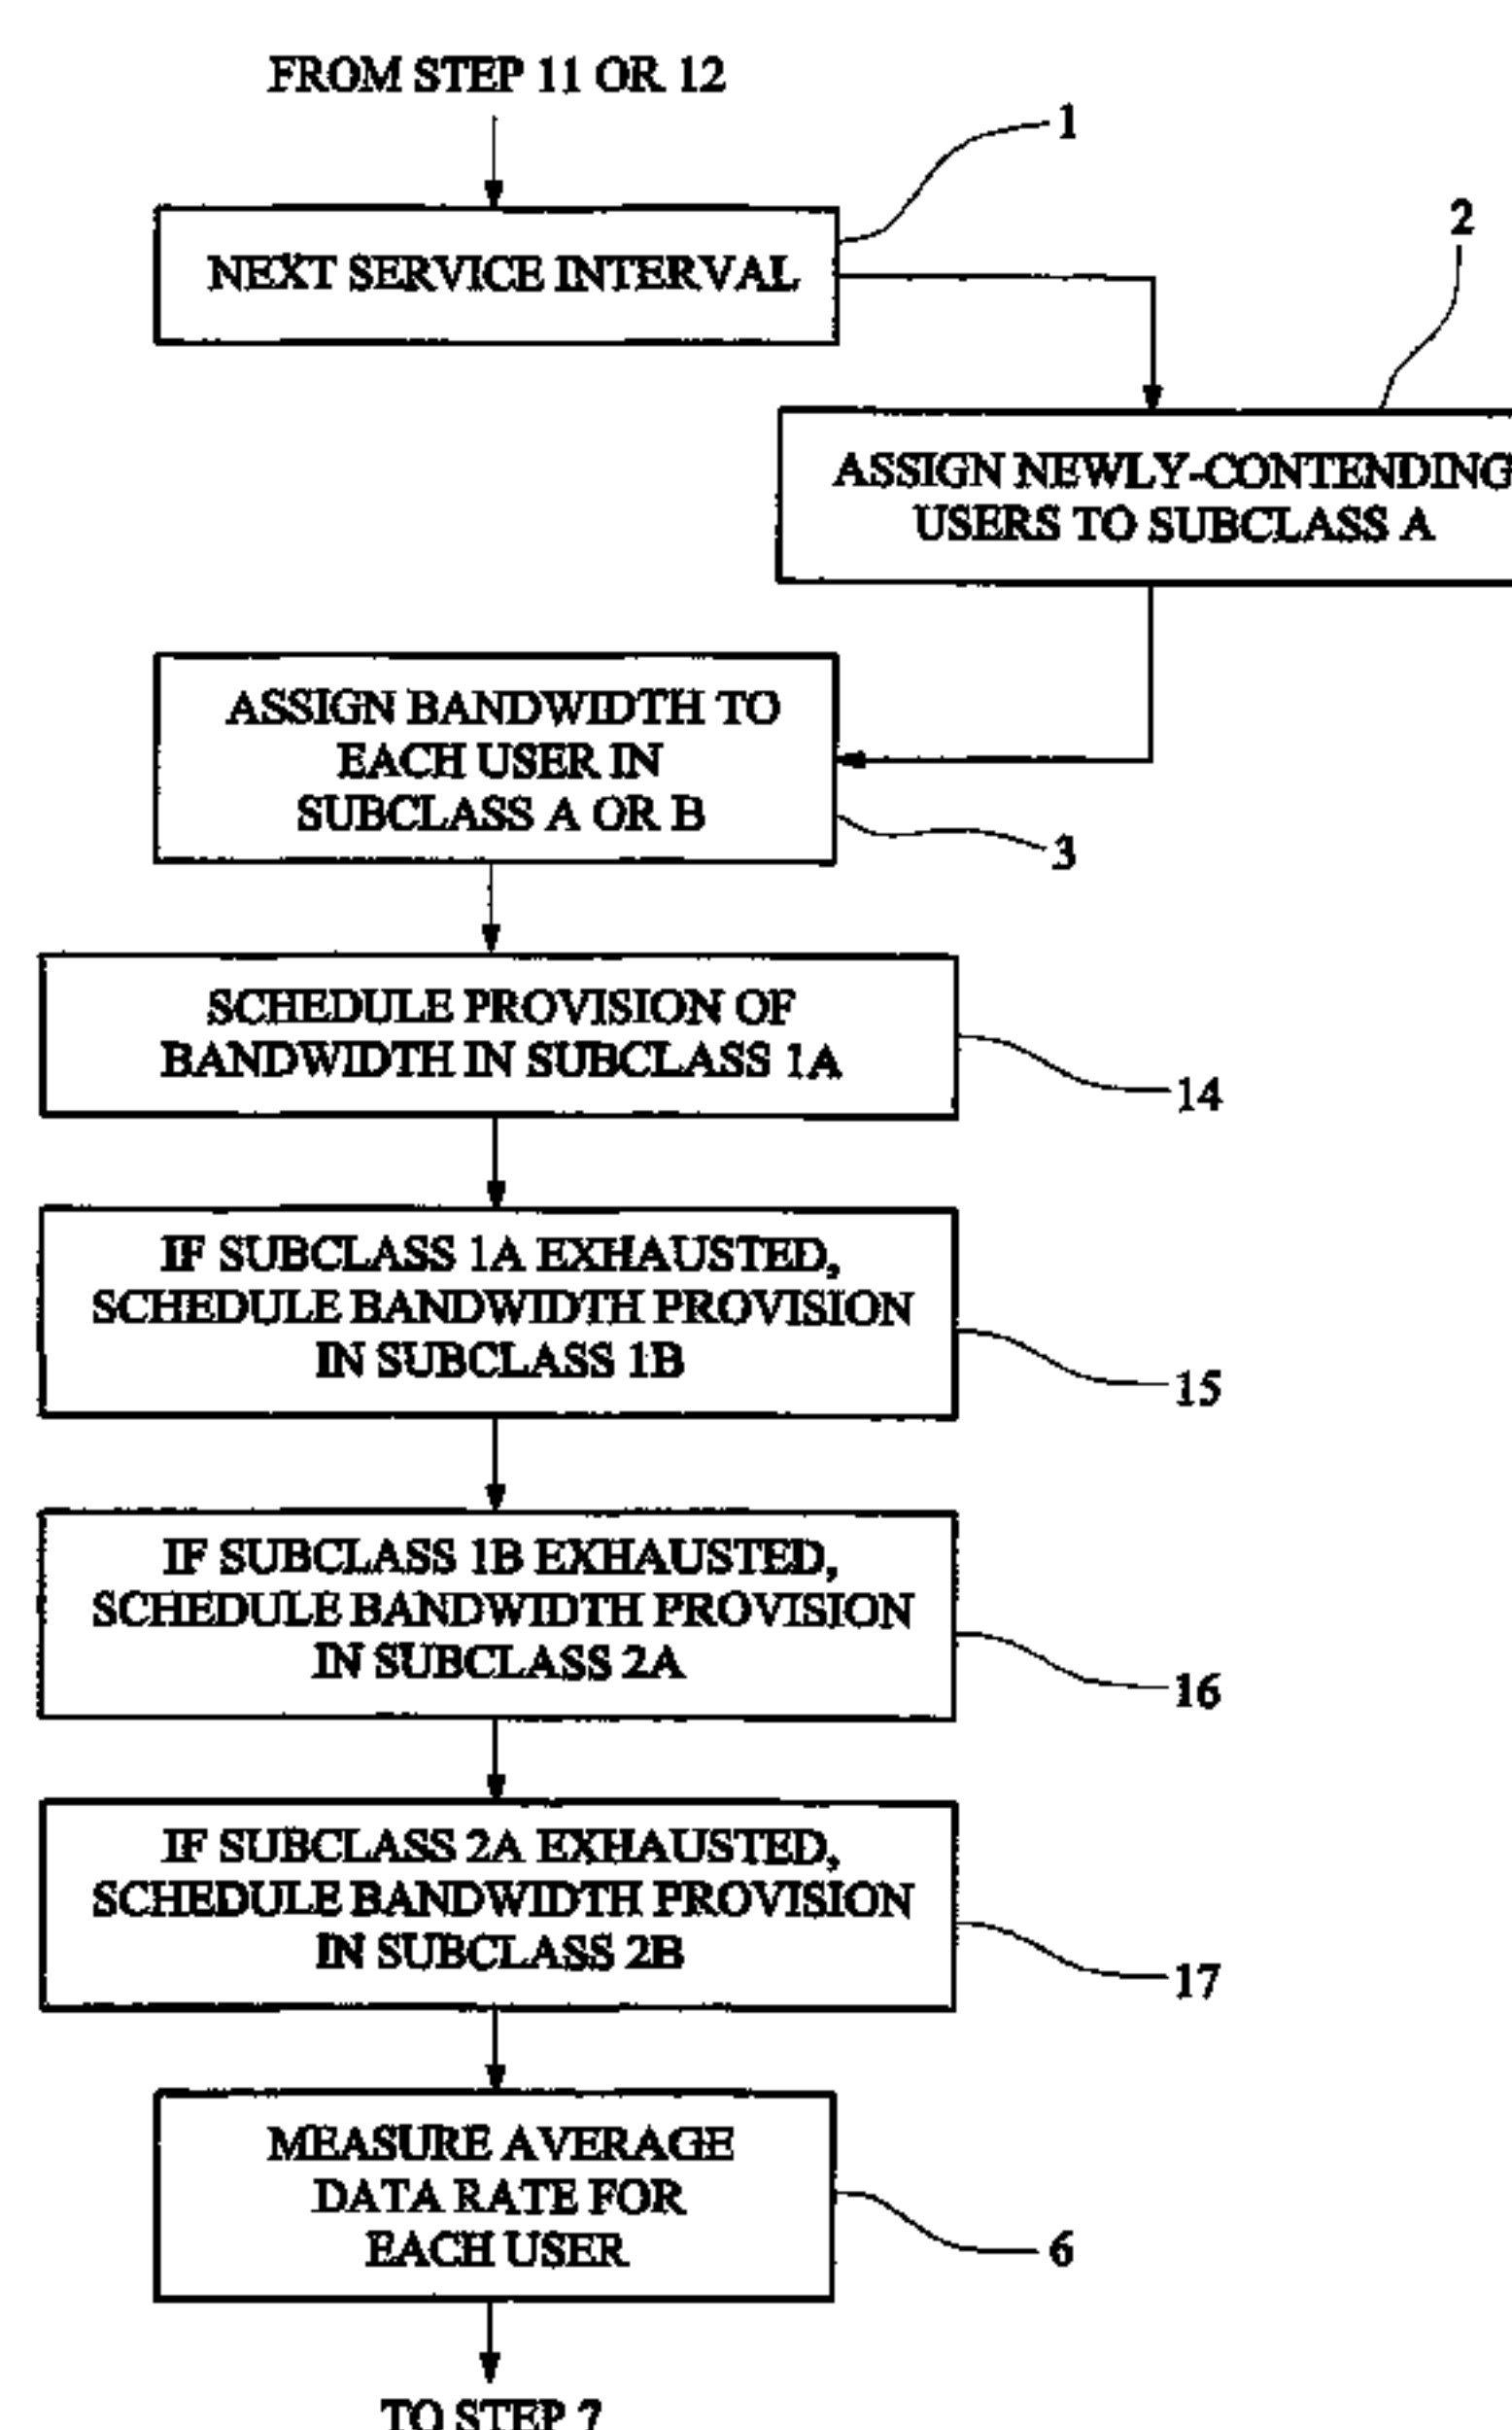 FROM STEP 11 OR 12
1
NEXT SERVICE INTERVAL
2
ASSIGN NEWLY-CONTENDING
USERS TO SUBCLASS A
ASSIGN BANDWIDTH TO
EACH USER IN
SUBCLASS A OR B
3
SCHEDULE PROVISION OF
BANDWIDTH IN SUBCLASS 1A
14
IF SUBCLASS 1A EXHAUSTED,
SCHEDULE BANDWIDTH PROVISION
IN SUBCLASS 1B
15
IF SUBCLASS 1B EXHAUSTED,
SCHEDULE BANDWIDTH PROVISION
IN SUBCLASS 2A
16
IF SUBCLASS 2A EXHAUSTED,
SCHEDULE BANDWIDTH PROVISION
IN SUBCLASS 2B
17
MEASURE AVERAGE
DATA RATE FOR
EACH USER
6
TO STEP 7